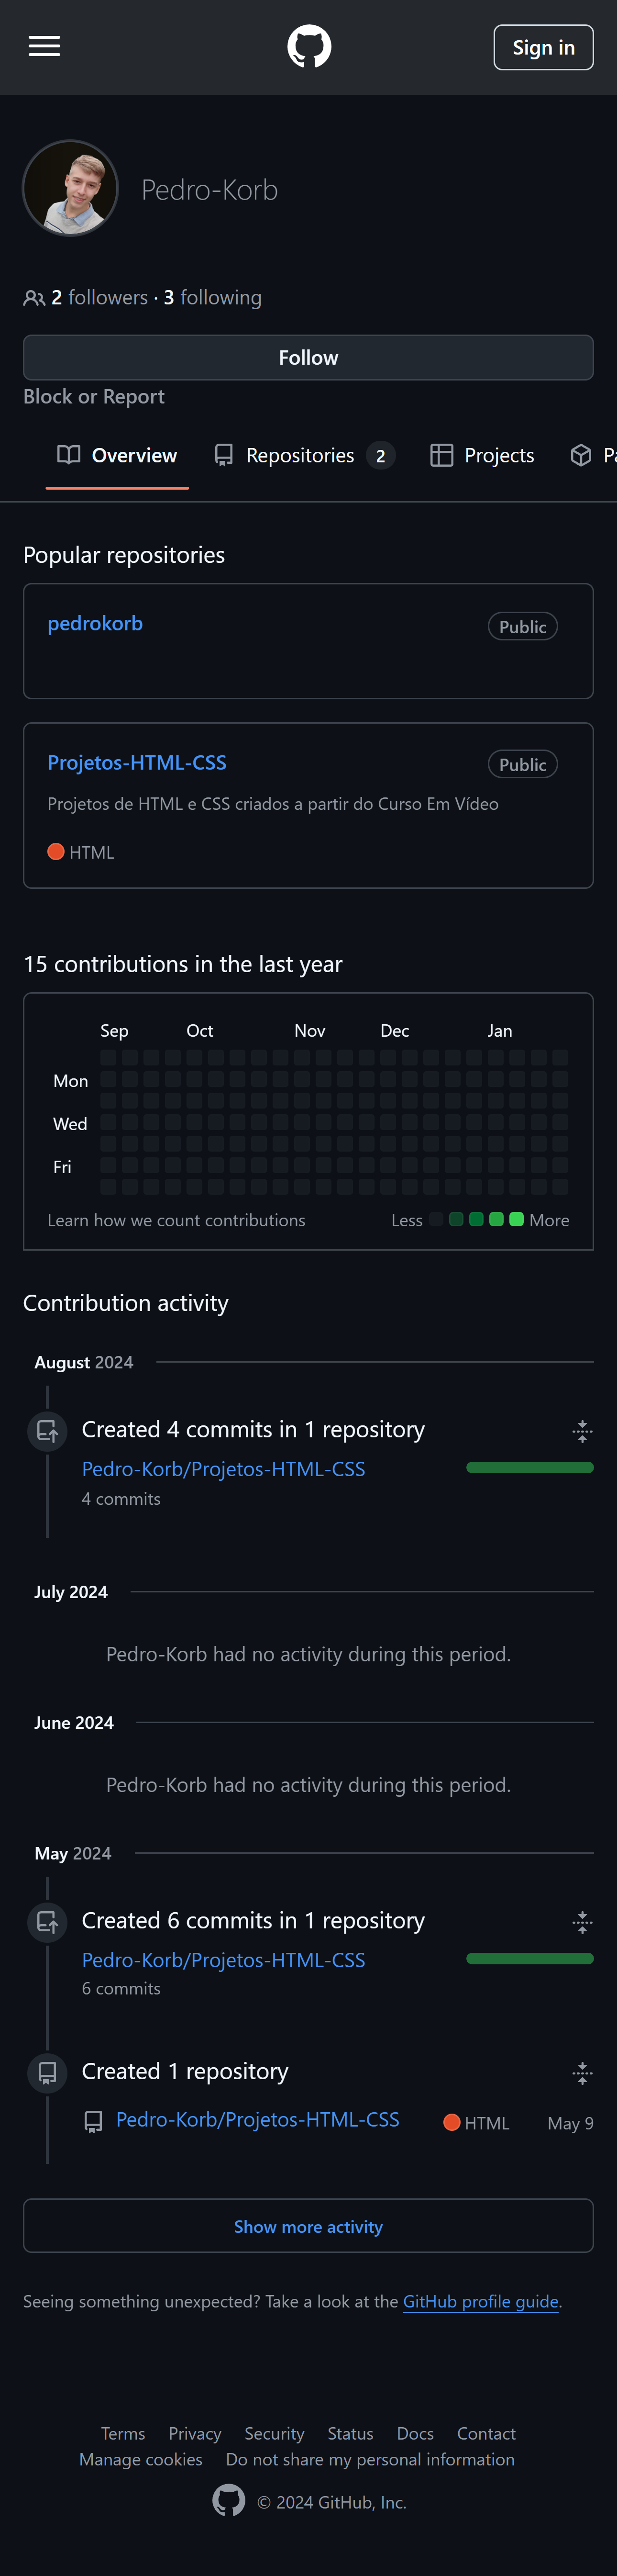 Sign in
Pedro-Korb
2 followers · 3 following
Follow
Block or Report
Overview Repositories 2 Projects Pa
Popular repositories
pedrokorb Public
Projetos-HTML-CSS Public
Projetos de HTML e CSS criados a partir do Curso Em Vídeo
HTML
15 contributions in the last year
Sep Oct Nov Dec Jan
Mon
Wed
Fri
Learn how we count contributions Less More
Contribution activity
August 2024
Created 4 commits in 1 repository
Pedro-Korb/Projetos-HTML-CSS
4 commits
July 2024
Pedro-Korb had no activity during this period.
June 2024
Pedro-Korb had no activity during this period.
May 2024
Created 6 commits in 1 repository
Pedro-Korb/Projetos-HTML-CSS
6 commits
Created 1 repository
Pedro-Korb/Projetos-HTML-CSS HTML May 9
Show more activity
Seeing something unexpected? Take a look at the GitHub profile guide.
Terms Privacy Security Status Docs Contact
Manage cookies Do not share my personal information
© 2024 GitHub, Inc.